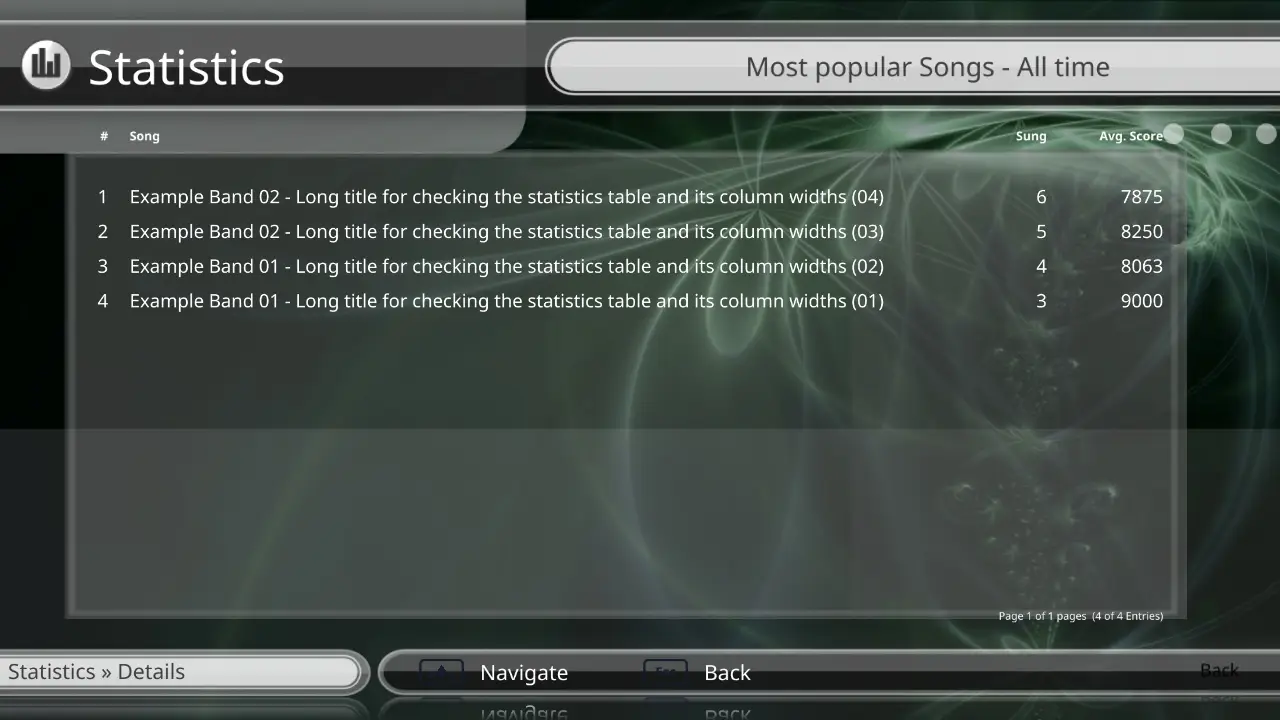 Statistics
Most popular Songs - All time
# Song Sung Avg. Score
1 Example Band 02 - Long title for checking the statistics table and its column widths (04) 6 7875
2 Example Band 02 - Long title for checking the statistics table and its column widths (03) 5 8250
3 Example Band 01 - Long title for checking the statistics table and its column widths (02) 4 8063
4 Example Band 01 - Long title for checking the statistics table and its column widths (01) 3 9000
Page 1 of 1 pages (4 of 4 Entries)
Statistics » Details
Navigate
Esc Back
Back